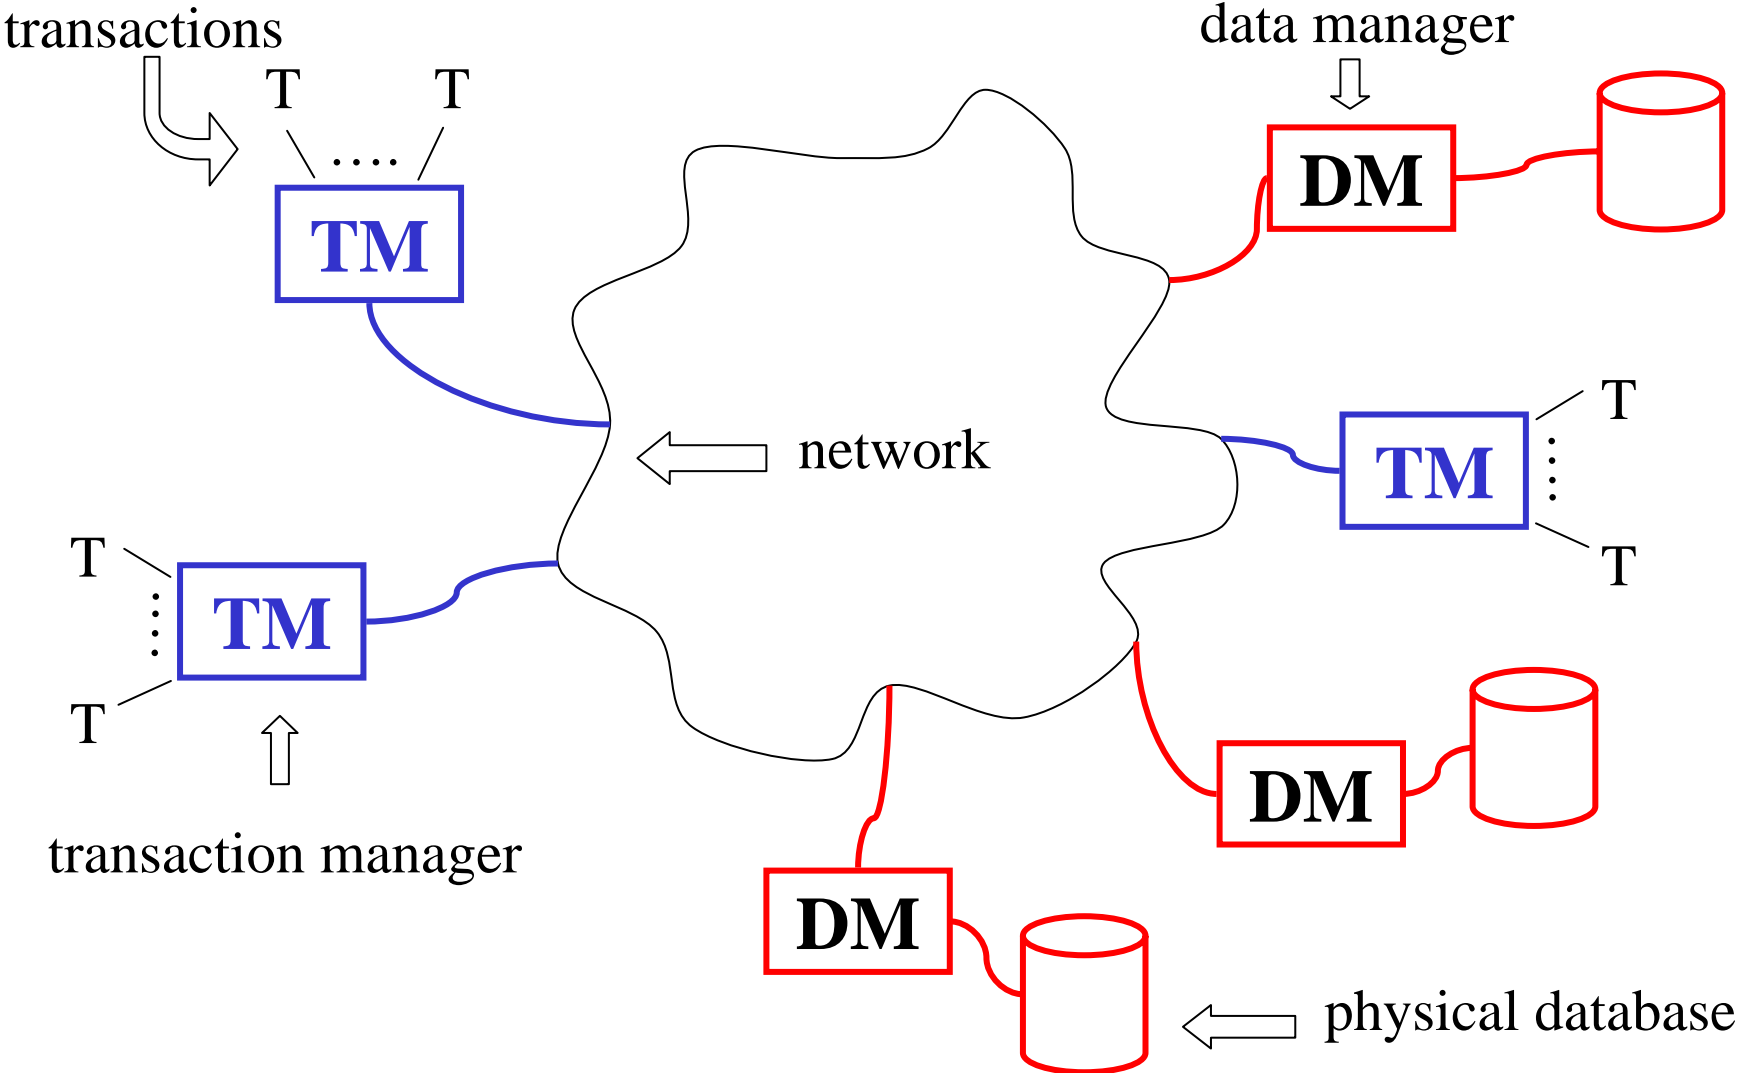 transactions
data manager
T T
....
DM
TM
T
network
TM
....
T
T
TM
....
T
DM
transaction manager
DM
physical database